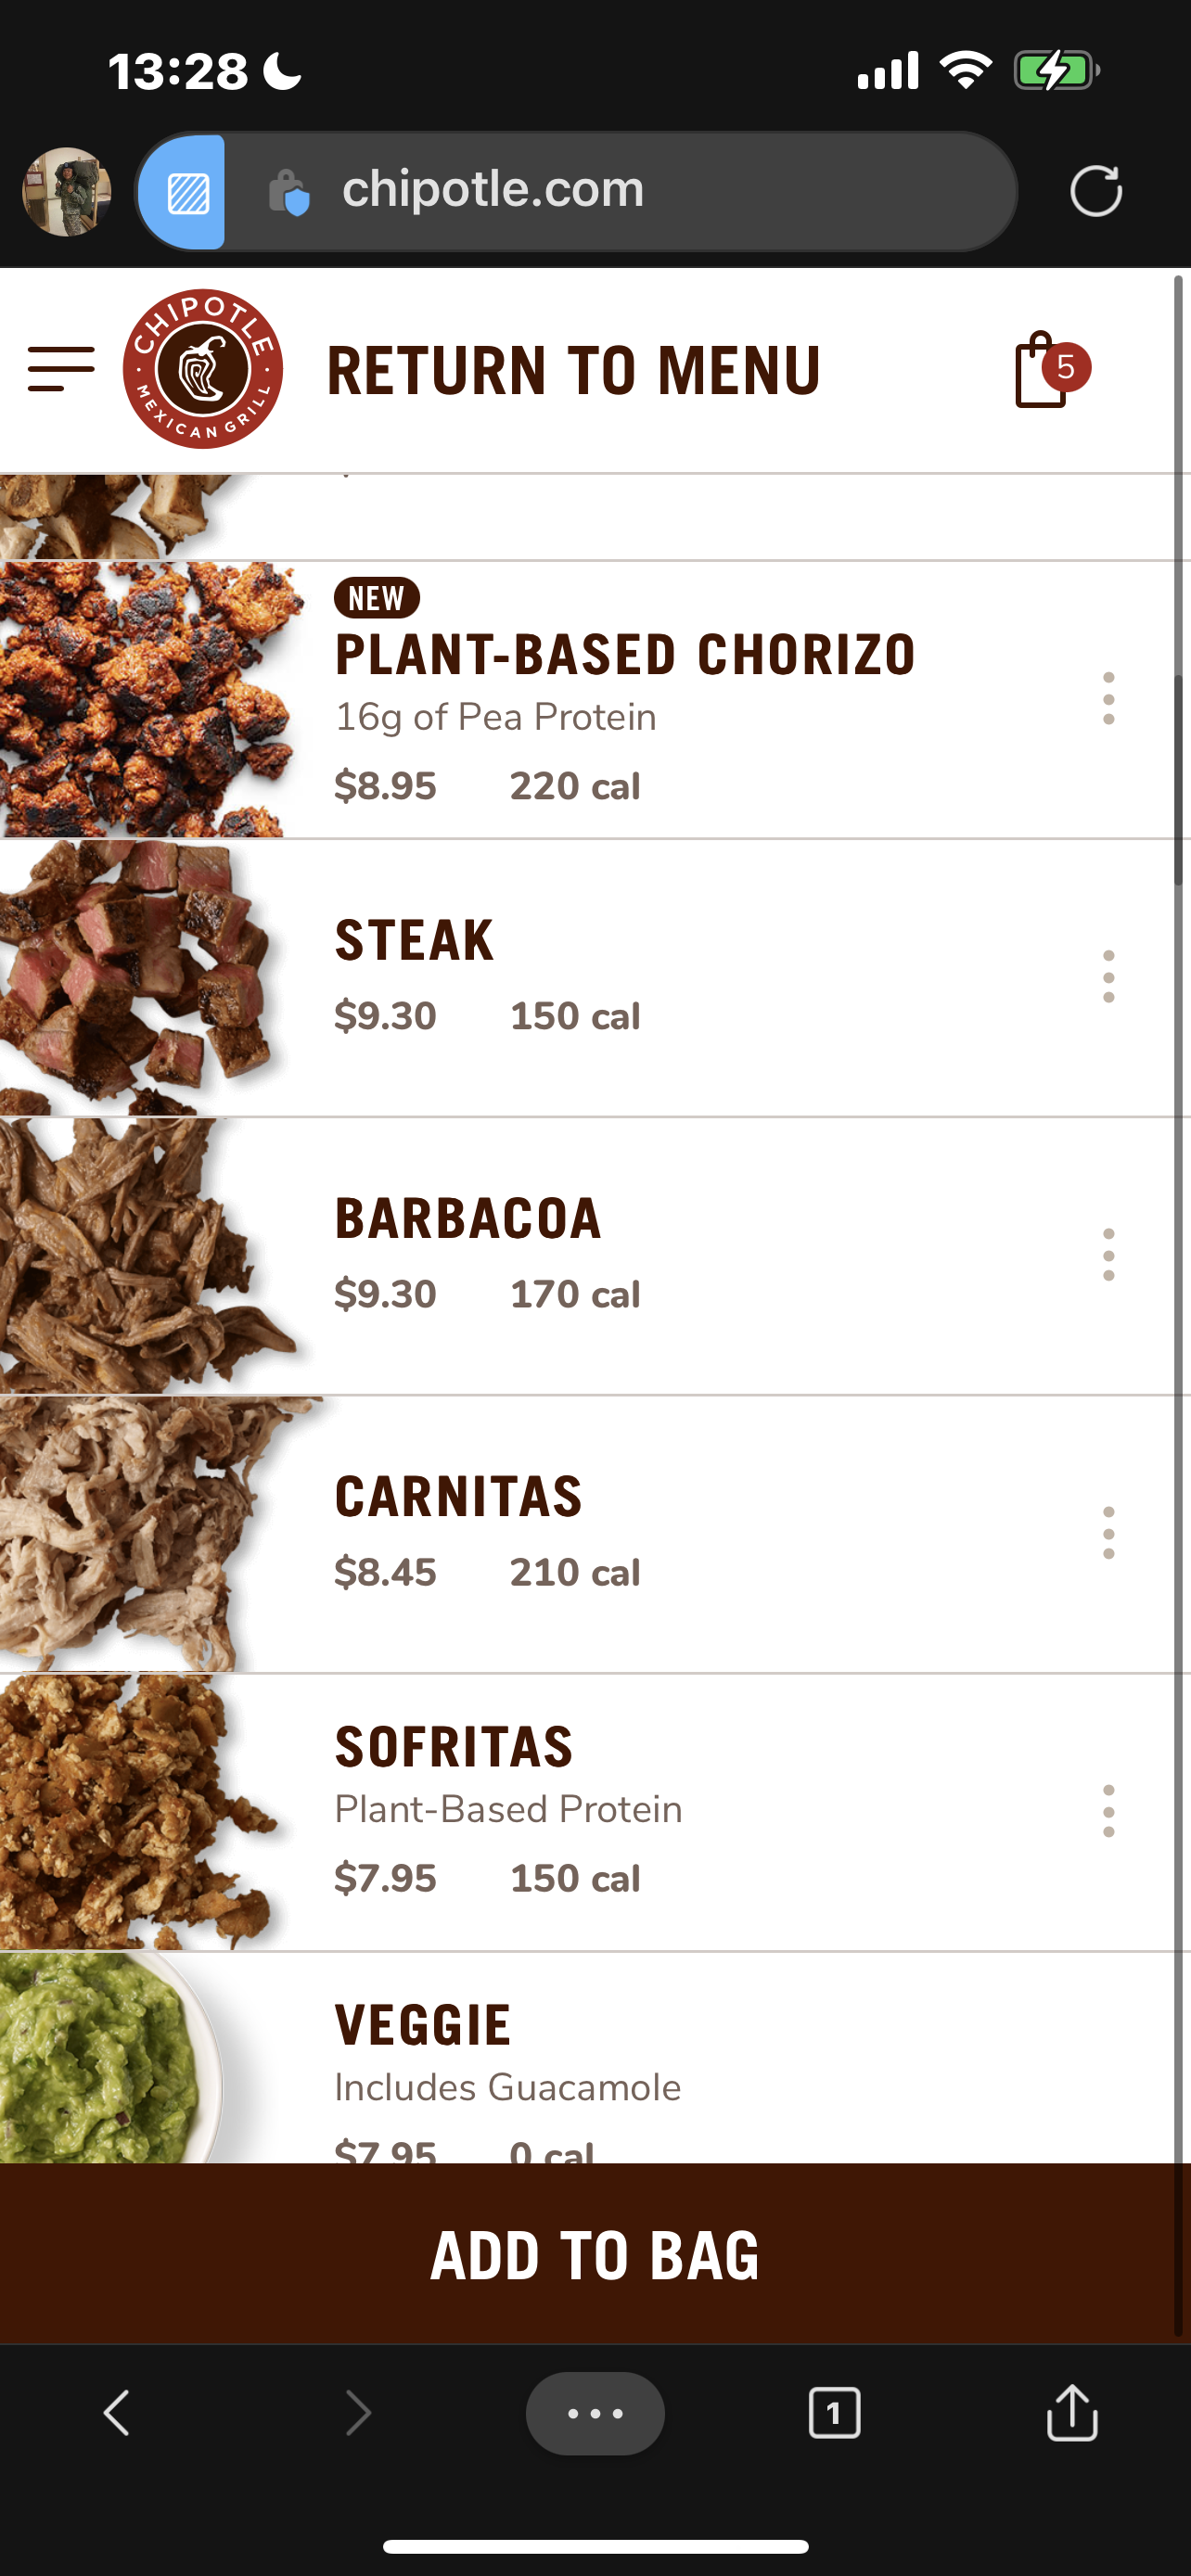 13:28
chipotle.com
CHIPOTLE
MEXICAN GRILL
RETURN TO MENU
5
NEW
PLANT-BASED CHORIZO
16g of Pea Protein
$8.95 220 cal
STEAK
$9.30 150 cal
BARBACOA
$9.30 170 cal
CARNITAS
$8.45 210 cal
SOFRITAS
Plant-Based Protein
$7.95 150 cal
VEGGIE
Includes Guacamole
$7.95 0 cal
ADD TO BAG
1